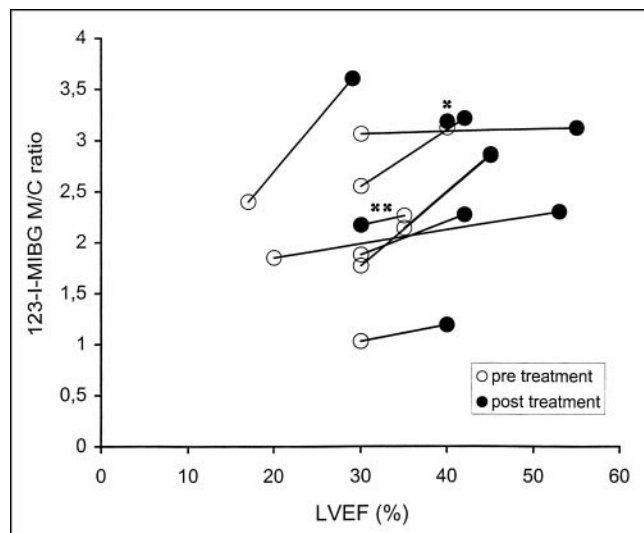 4
3,5
3
2,5
2
1,5
1
0,5
0
123-I-MIBG M/C ratio
*
**
pre treatment
post treatment
0 10 20 30 40 50 60
LVEF (%)